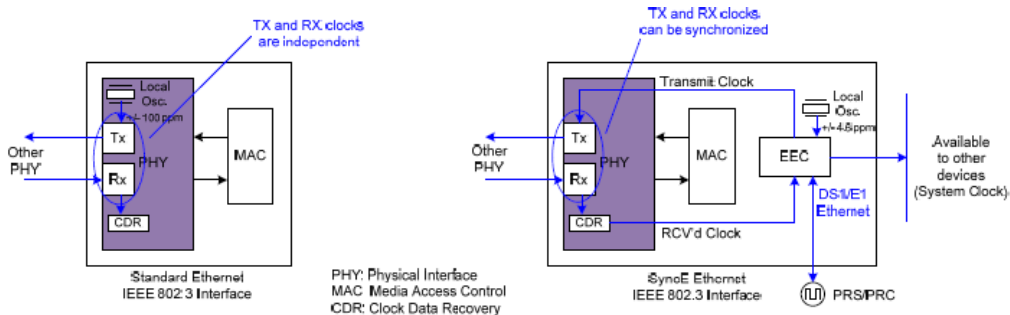 TX and RX clocks
are independent
Local
Osc.
+/- 100 ppm
Tx
PHY
Rx
CDR
MAC
Other
PHY
Standard Ethernet
IEEE 802.3 Interface
PHY: Physical Interface
MAC Media Access Control
CDR: Clock Data Recovery
TX and RX clocks
can be synchronized
Transmit Clock
Local
Osc.
+/-4.6ppm
Tx
PHY
Rx
CDR
MAC
EEC
Other
PHY
RCV'd Clock
DS1/E1
Ethernet
Available
to other
devices
(System Clock).
SyncE Ethernet
IEEE 802.3 Interface
PRS/PRC